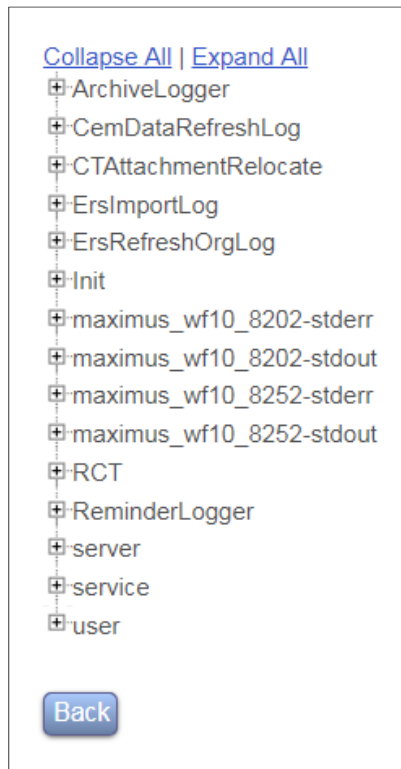 Collapse All | Expand All
ArchiveLogger
CemDataRefreshLog
CTAttachmentRelocate
ErsImportLog
ErsRefreshOrgLog
Init
maximus_wf10_8202-stderr
maximus_wf10_8202-stdout
maximus_wf10_8252-stderr
maximus_wf10_8252-stdout
RCT
ReminderLogger
server
service
user
Back